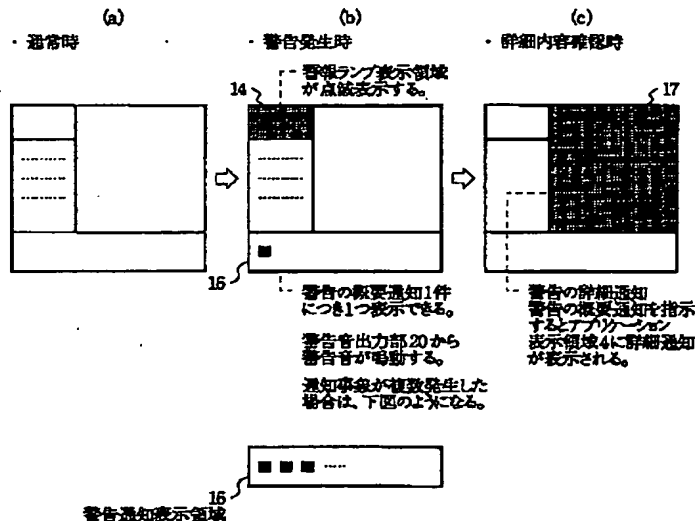 (a)
・通常時
(b)
・警告発生時
警報ランプ表示領域
が点滅表示する。
14
(c)
・詳細内容確認時
17
16
警告の概要通知1件
につき1つ表示できる。
警告音出力部20から
警告音が鳴動する。
通知事象が複数発生した
場合は、下図のようになる。
警告の詳細通知
警告の概要通知を指示
するとアプリケーション
表示領域4に詳細通知
が表示される。
16
警告通知表示領域